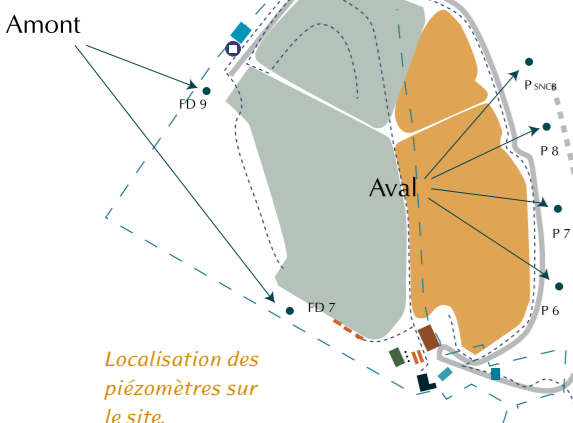 Amont
P SNCB
FD 9
P 8
Aval
P 7
FD 7
P 6
Localisation des
piézomètres sur
le site.